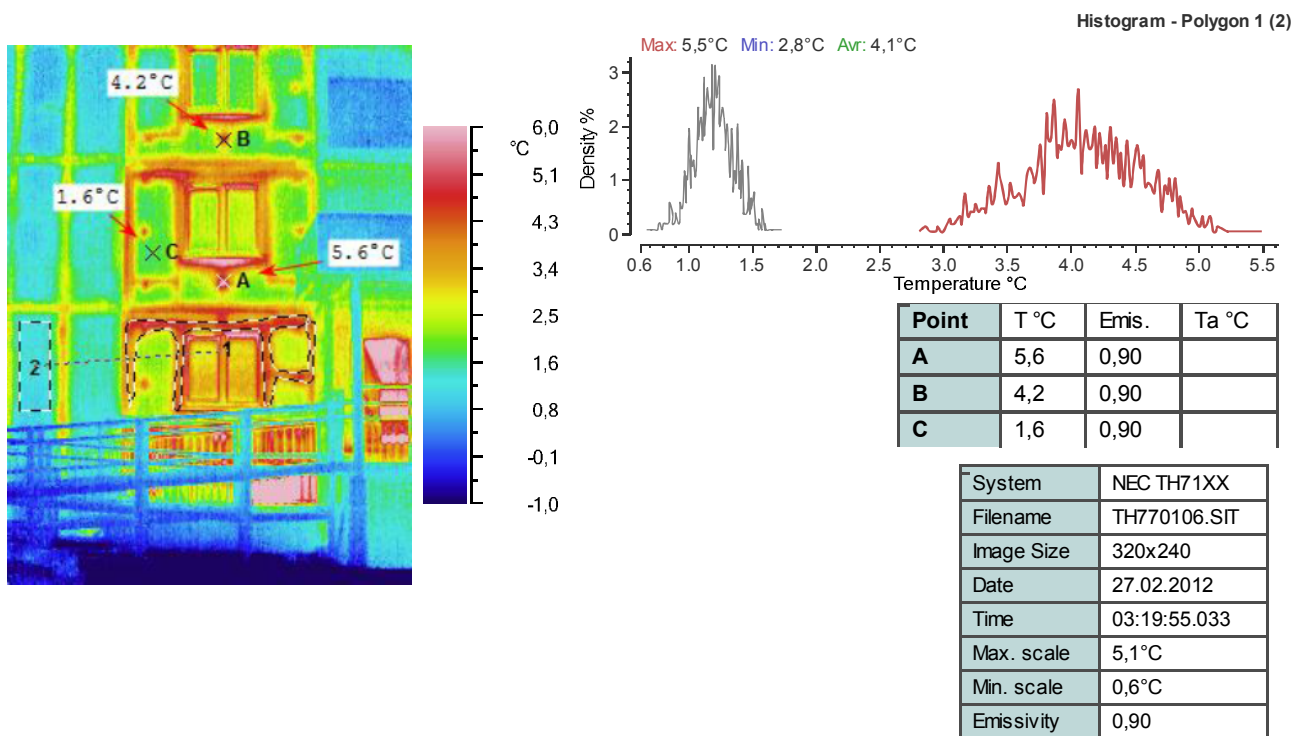 Histogram - Polygon 1 (2)
Max: 5,5°C Min: 2,8°C Avr: 4,1°C
4.2°C
B
1.6°C
C
5.6°C
A
1
2
°C
6,0
5,1
4,3
3,4
2,5
1,6
0,8
-0,1
-1,0
Density %
3
2
1
0
0.6 1.0 1.5 2.0 2.5 3.0 3.5 4.0 4.5 5.0 5.5
Temperature °C
Point T °C Emis. Ta °C
A 5,6 0,90
B 4,2 0,90
C 1,6 0,90
System NEC TH71XX
Filename TH770106.SIT
Image Size 320x240
Date 27.02.2012
Time 03:19:55.033
Max. scale 5,1°C
Min. scale 0,6°C
Emissivity 0,90